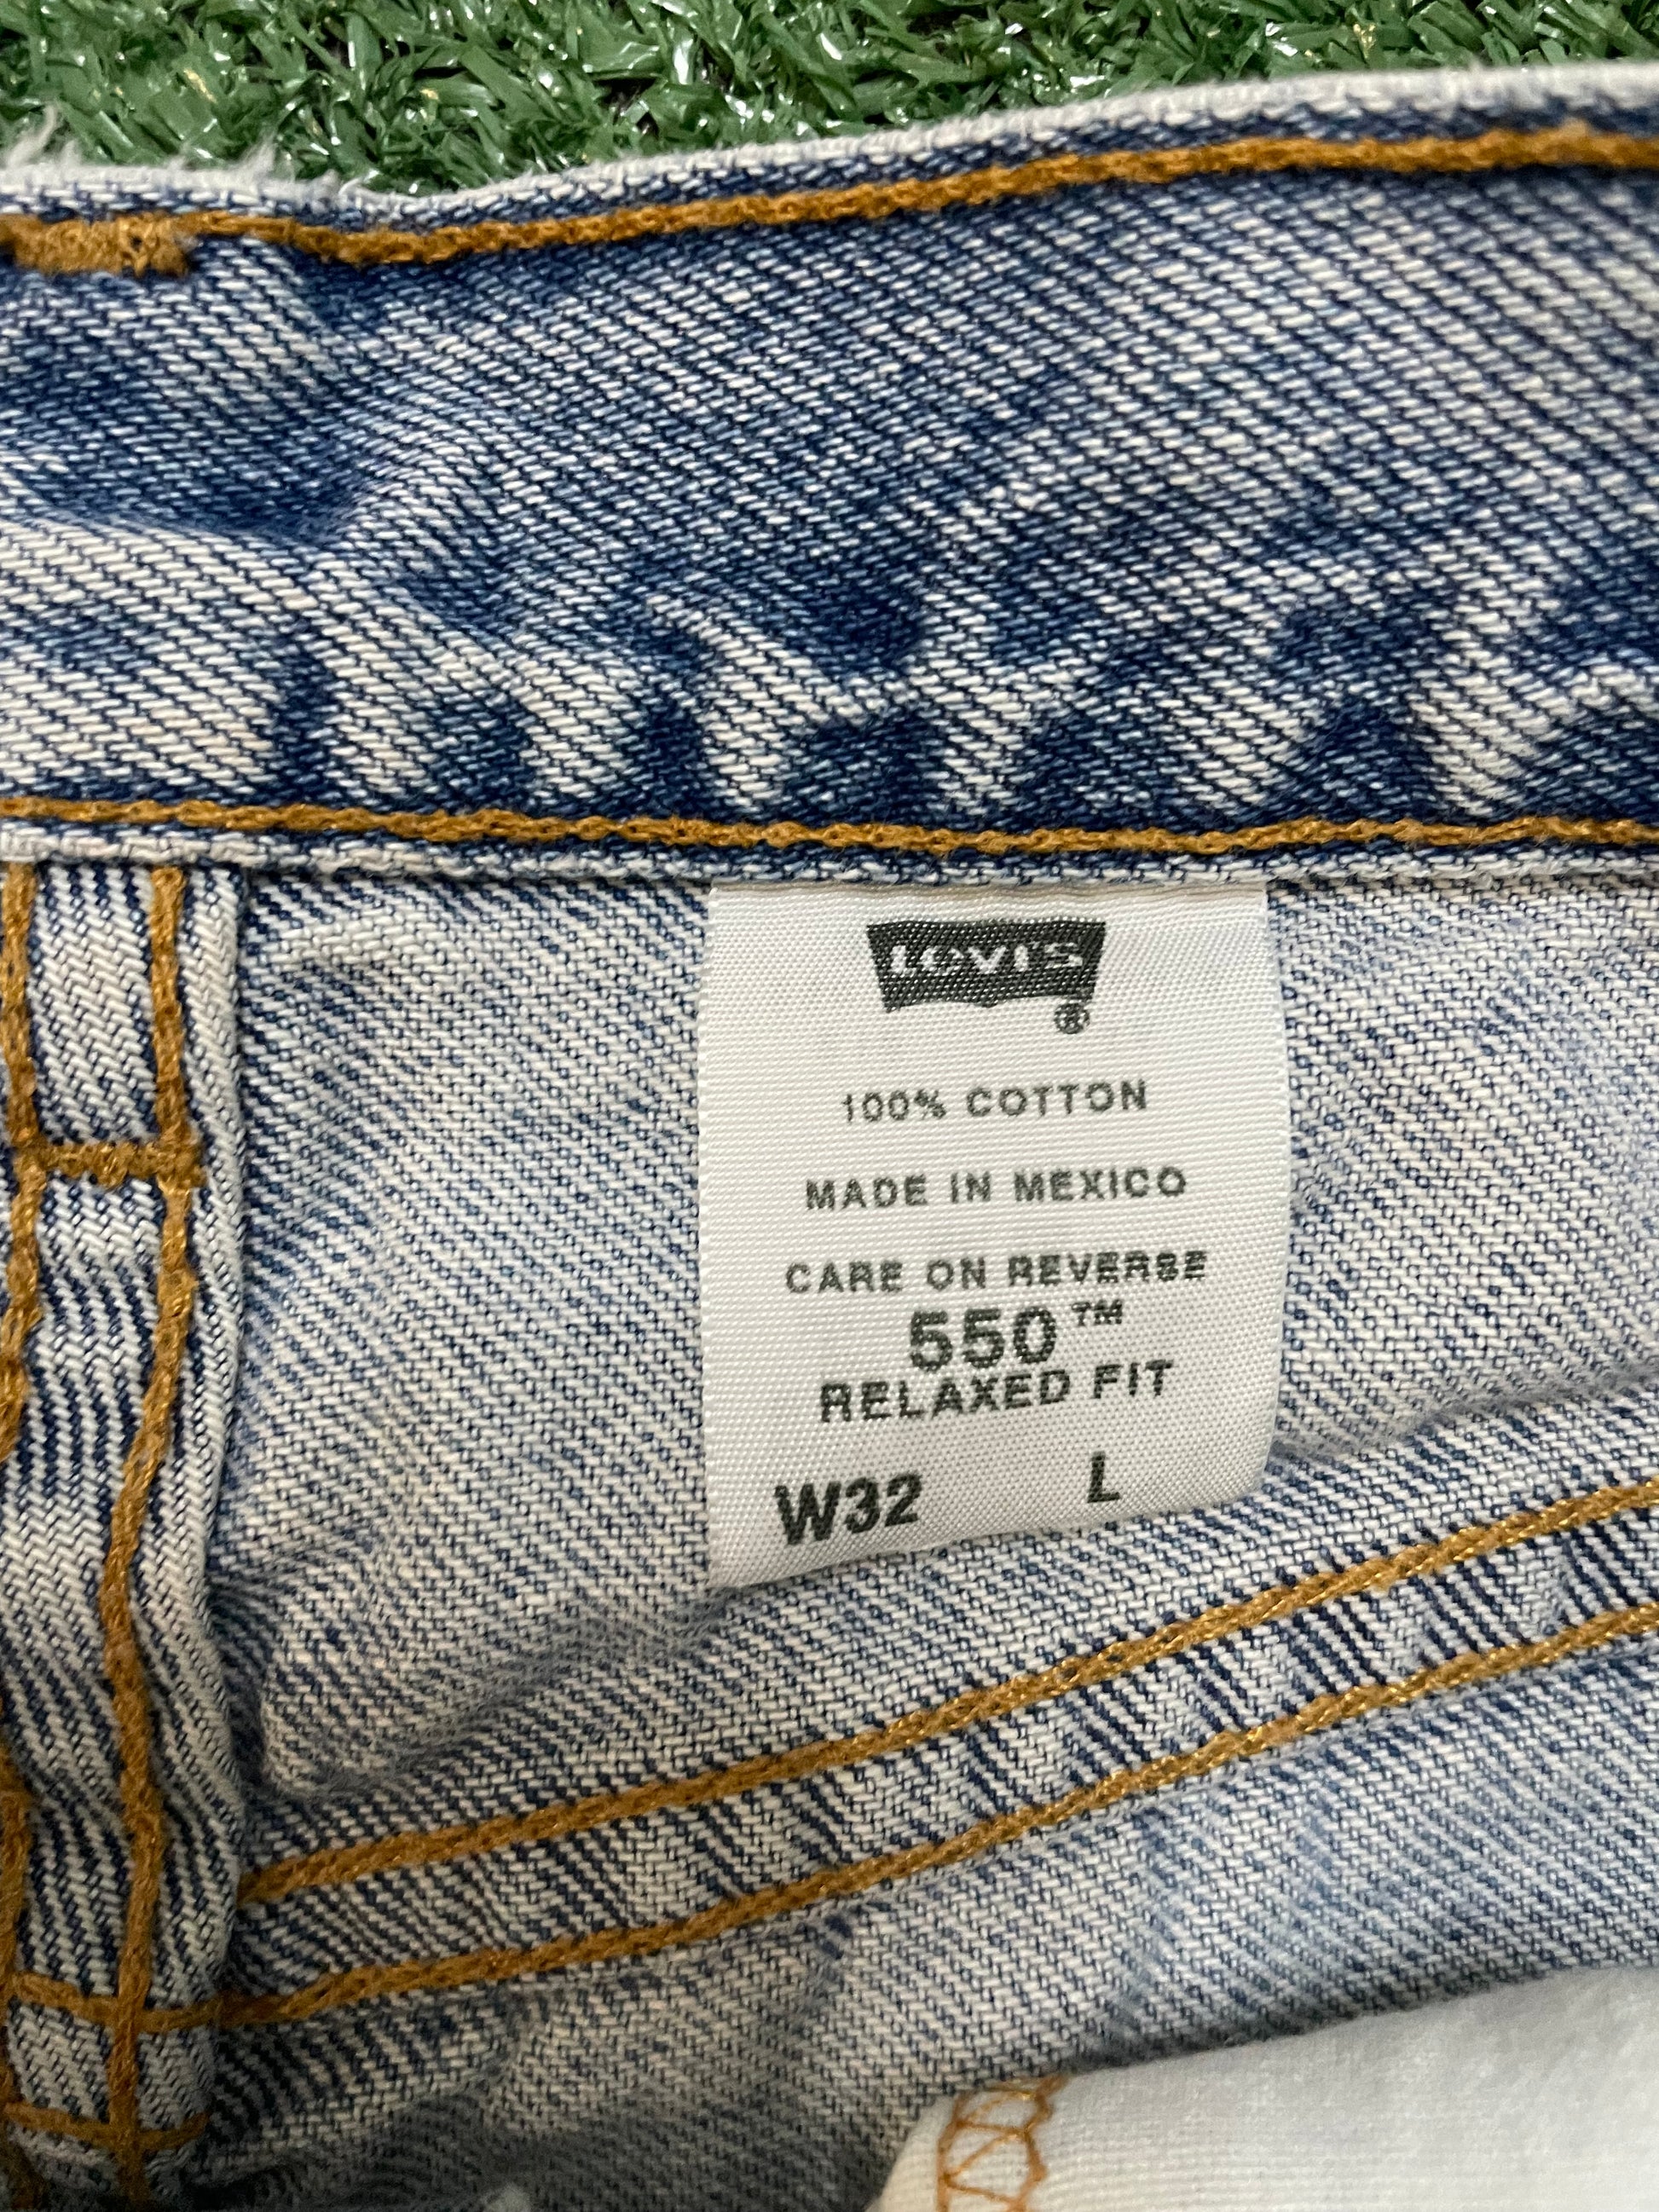 LEVI'S
®
100% COTTON
MADE IN MEXICO
CARE ON REVERSE
550™
RELAXED FIT
W32 L